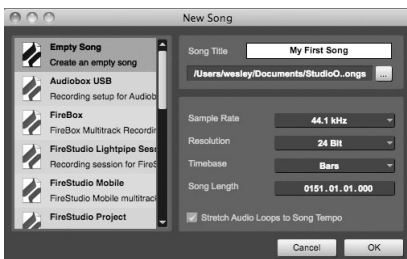 New Song
Empty Song
Create an empty song
Audiobox USB
Recording setup for Audiob
FireBox
FireBox Multitrack Recordin
FireStudio Lightpipe Sess
Recording session for FireS
FireStudio Mobile
FireStudio Mobile multitrack
FireStudio Project
Song Title
My First Song
/Users/wesley/Documents/StudioO..ongs
...
Sample Rate
44.1 kHz
Resolution
24 Bit
Timebase
Bars
Song Length
0151.01.01.000
Stretch Audio Loops to Song Tempo
Cancel
OK